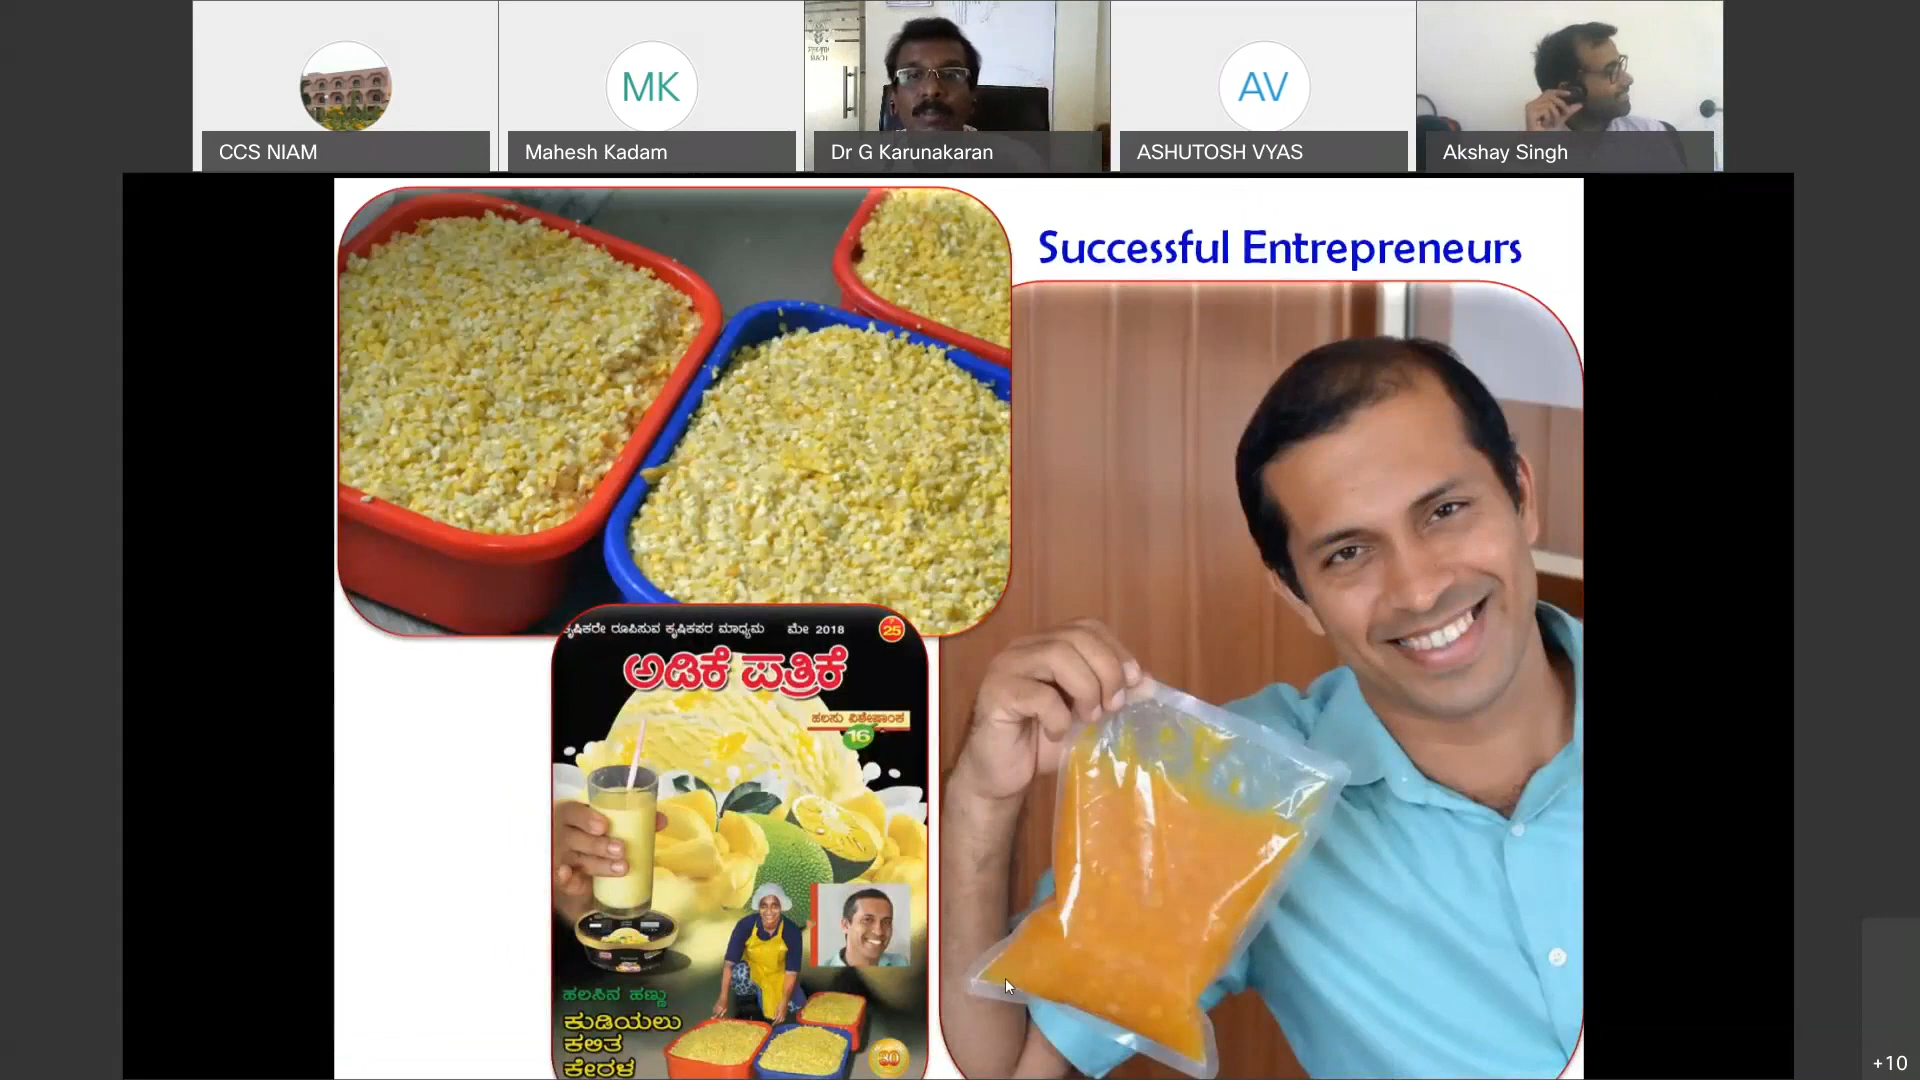 MK
AV
CCS NIAM
Mahesh Kadam
Dr G Karunakaran
ASHUTOSH VYAS
Akshay Singh
Successful Entrepreneurs
ಕೃಷಿಕರೇ ರೂಪಿಸುವ ಕೃಷಿಕಪರ ಮಾಧ್ಯಮ ಮೇ 2018 25
ಅಡಿಕೆ ಪತ್ರಿಕೆ
ಹಲಸು ವಿಶೇಷಾಂಕ
16
ಹಲಸಿನ ಹಣ್ಣು
ಕುಡಿಯಲು
ಕಲಿತ
ಕೇರಳ
30
+10